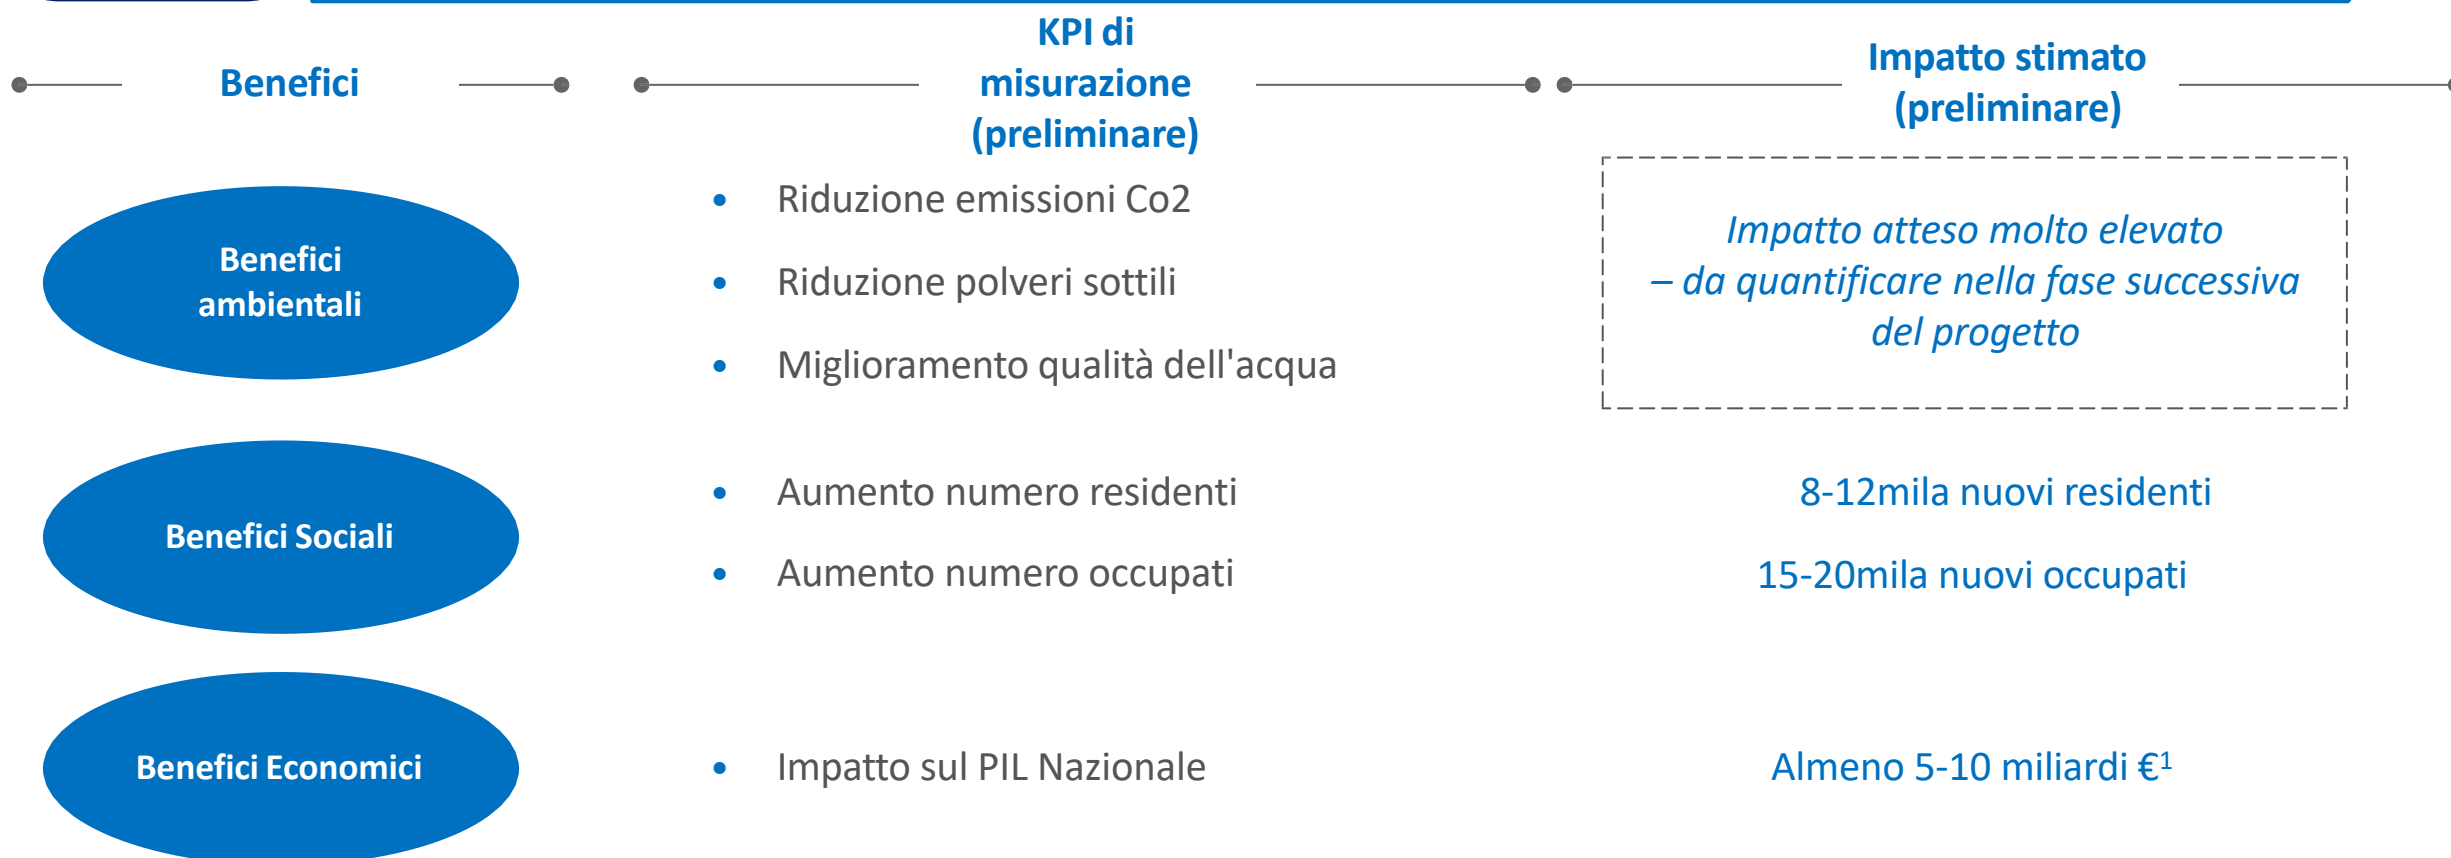 Benefici
KPI di
misurazione
(preliminare)
Impatto stimato
(preliminare)
Benefici
ambientali
• Riduzione emissioni Co2
• Riduzione polveri sottili
• Miglioramento qualità dell'acqua
Impatto atteso molto elevato
– da quantificare nella fase successiva
del progetto
Benefici Sociali
• Aumento numero residenti
8-12mila nuovi residenti
• Aumento numero occupati
15-20mila nuovi occupati
Benefici Economici
• Impatto sul PIL Nazionale
Almeno 5-10 miliardi €¹